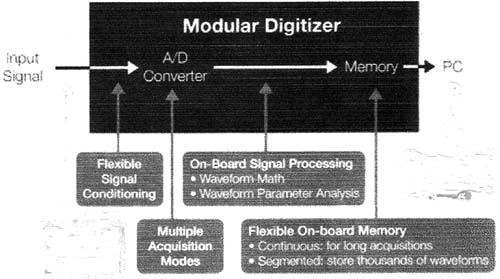 Modular Digitizer
Input
Signal
A/D
Converter
Memory
PC
Flexible
Signal
Conditioning
On-Board Signal Processing
• Waveform Math
• Waveform Parameter Analysis
Multiple
Acquisition
Modes
Flexible On-board Memory
• Continuous: for long acquisitions
• Segmented: store thousands of waveforms